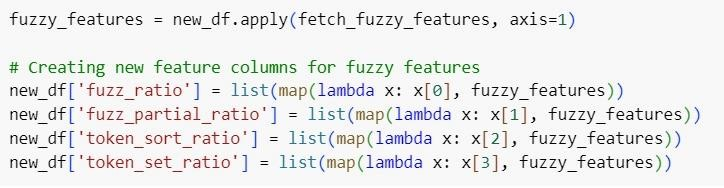 fuzzy_features = new_df.apply(fetch_fuzzy_features, axis=1)
# Creating new feature columns for fuzzy features
new_df['fuzz_ratio'] = list(map(lambda x: x[0], fuzzy_features))
new_df['fuzz_partial_ratio'] = list(map(lambda x: x[1], fuzzy_features))
new_df['token_sort_ratio'] = list(map(lambda x: x[2], fuzzy_features))
new_df['token_set_ratio'] = list(map(lambda x: x[3], fuzzy_features))